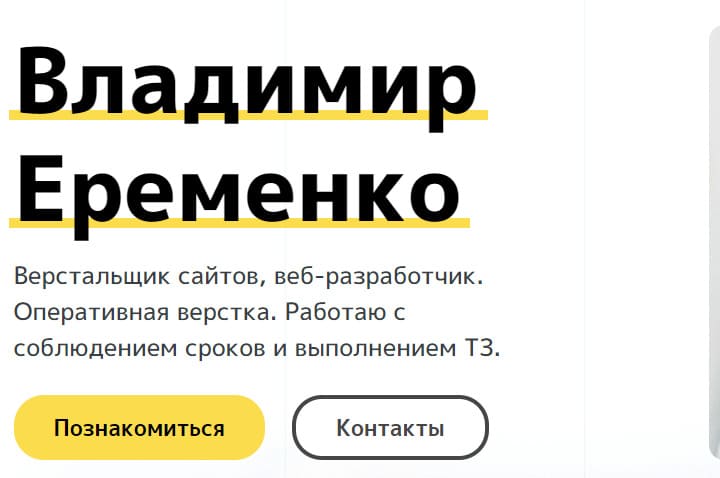 Владимир
Еременко
Верстальщик сайтов, веб-разработчик.
Оперативная верстка. Работаю с
соблюдением сроков и выполнением ТЗ.
Познакомиться
Контакты